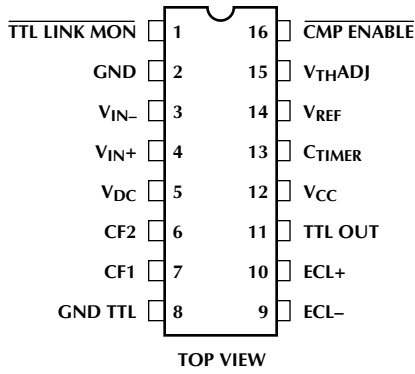 TTL LINK MON 1 16 CMP ENABLE
GND 2 15 VTHADJ
VIN– 3 14 VREF
VIN+ 4 13 CTIMER
VDC 5 12 VCC
CF2 6 11 TTL OUT
CF1 7 10 ECL+
GND TTL 8 9 ECL–
TOP VIEW